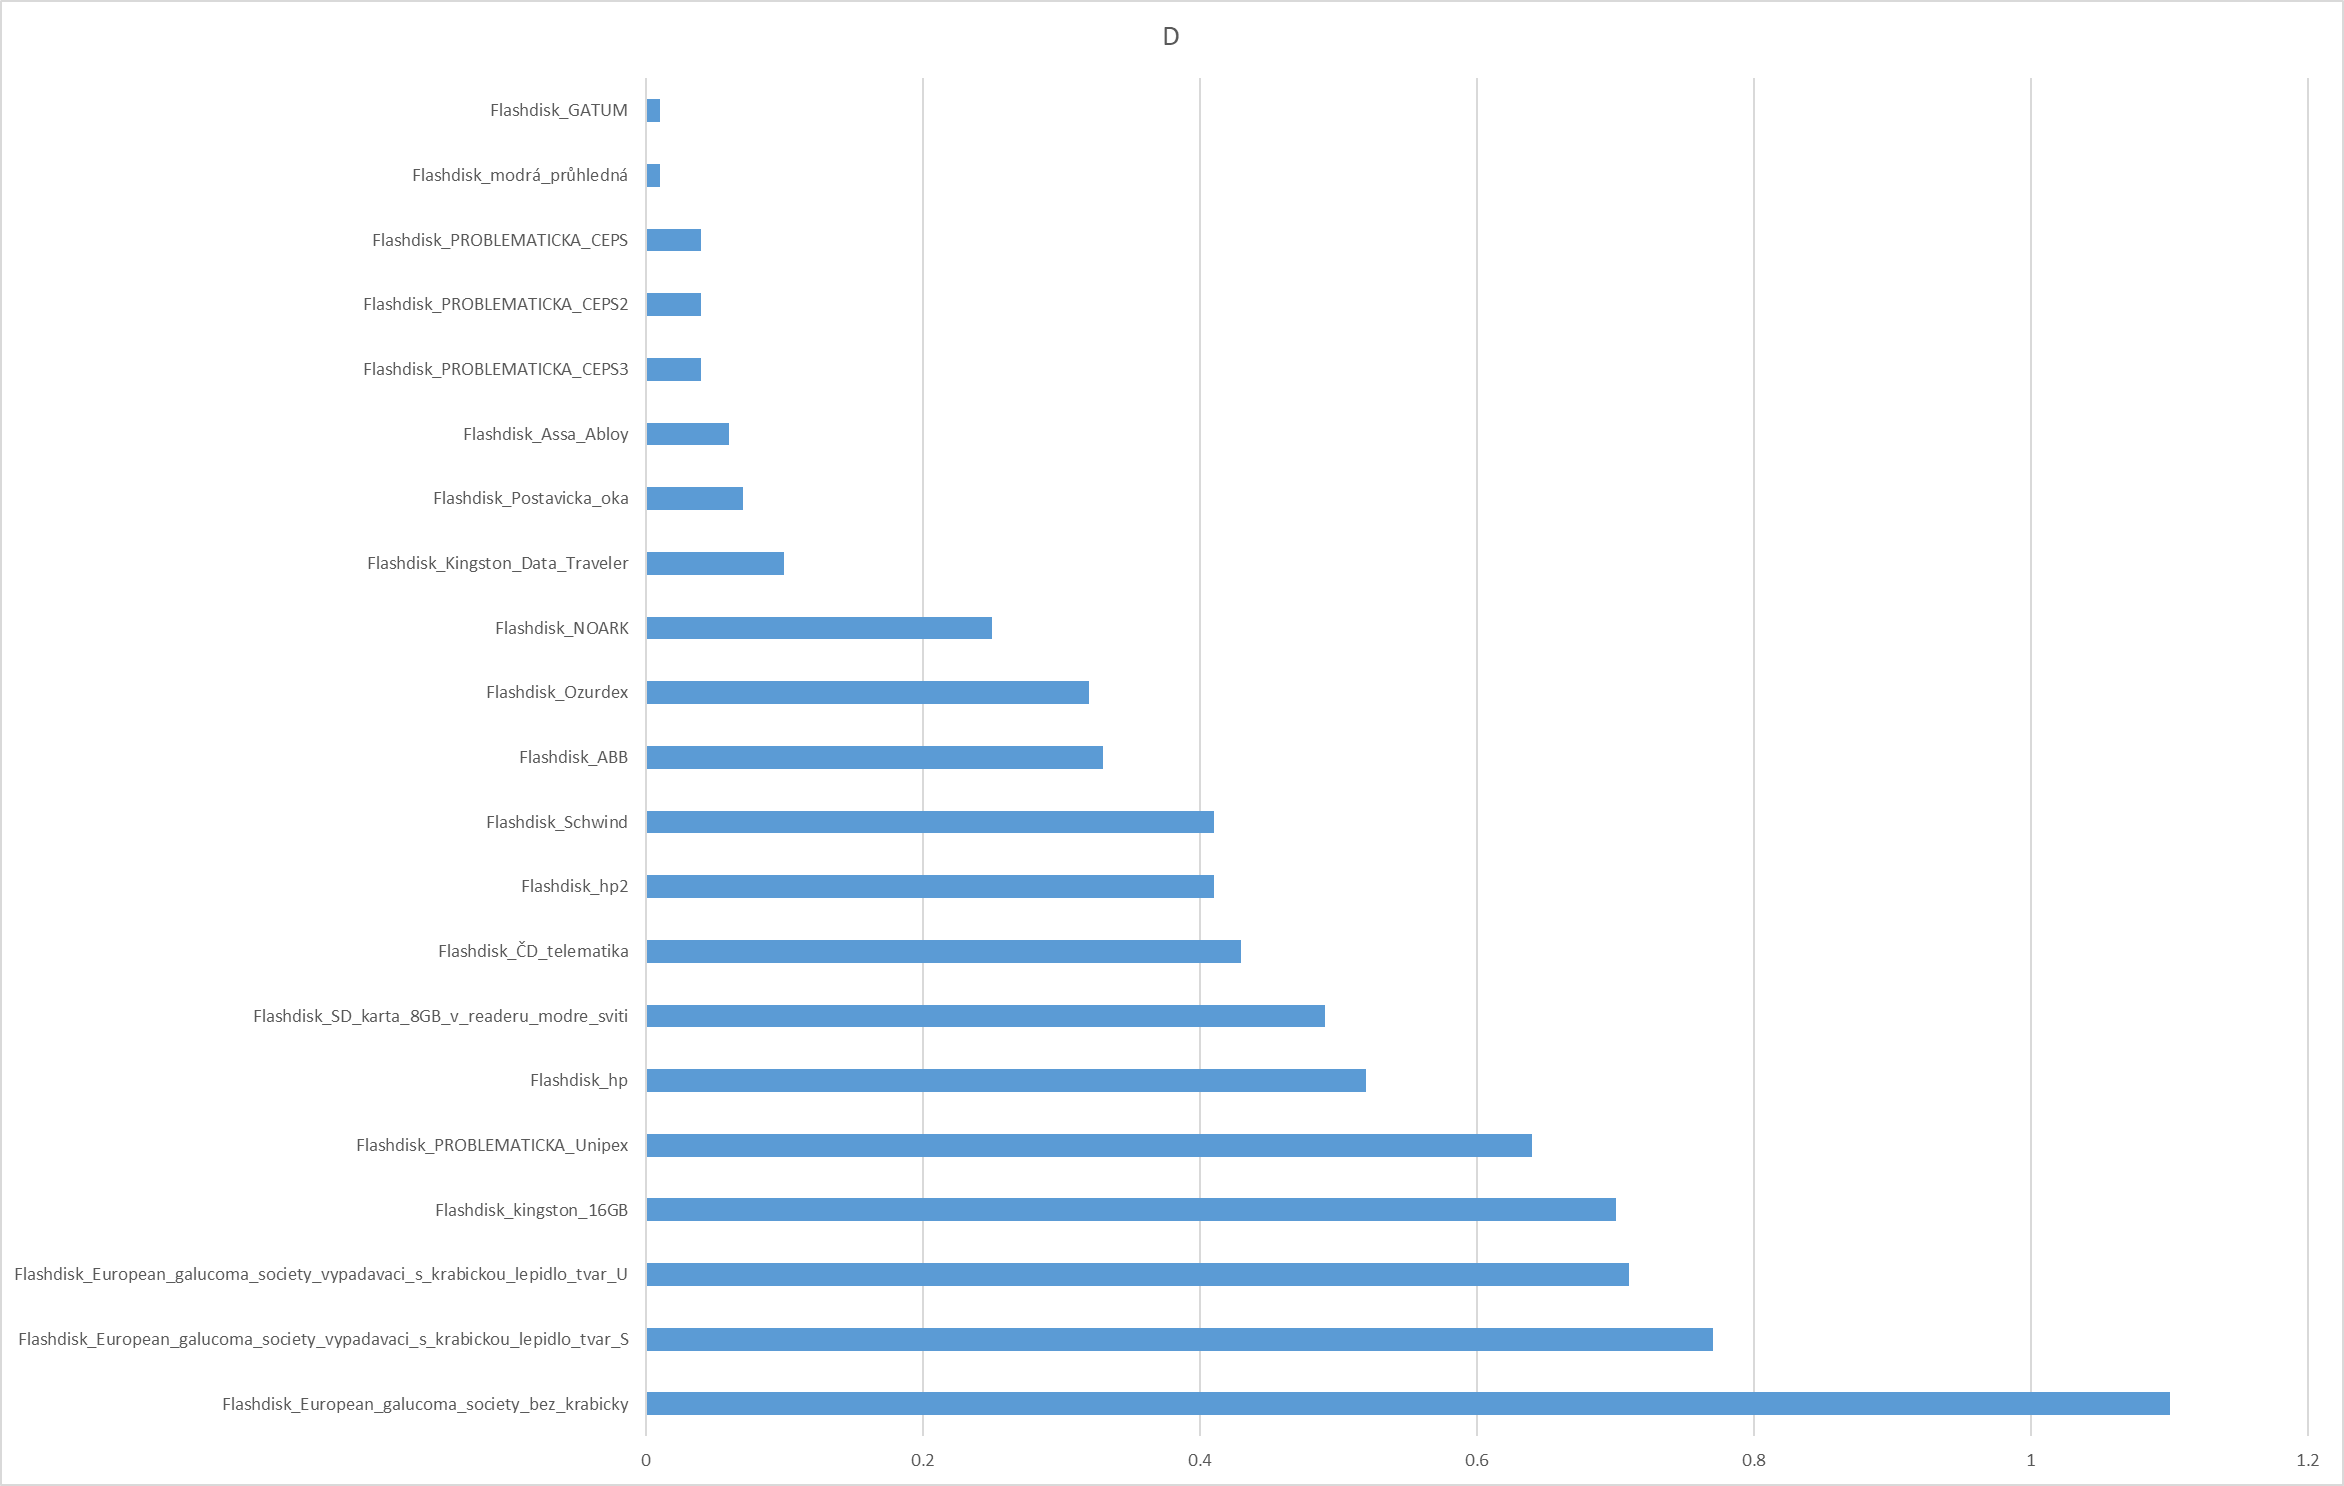 D
Flashdisk_GATUM
Flashdisk_modrá_průhledná
Flashdisk_PROBLEMATICKA_CEPS
Flashdisk_PROBLEMATICKA_CEPS2
Flashdisk_PROBLEMATICKA_CEPS3
Flashdisk_Assa_Abloy
Flashdisk_Postavicka_oka
Flashdisk_Kingston_Data_Traveler
Flashdisk_NOARK
Flashdisk_Ozurdex
Flashdisk_ABB
Flashdisk_Schwind
Flashdisk_hp2
Flashdisk_ČD_telematika
Flashdisk_SD_karta_8GB_v_readeru_modre_sviti
Flashdisk_hp
Flashdisk_PROBLEMATICKA_Unipex
Flashdisk_kingston_16GB
Flashdisk_European_galucoma_society_vypadavaci_s_krabickou_lepidlo_tvar_U
Flashdisk_European_galucoma_society_vypadavaci_s_krabickou_lepidlo_tvar_S
Flashdisk_European_galucoma_society_bez_krabicky
0 0.2 0.4 0.6 0.8 1 1.2